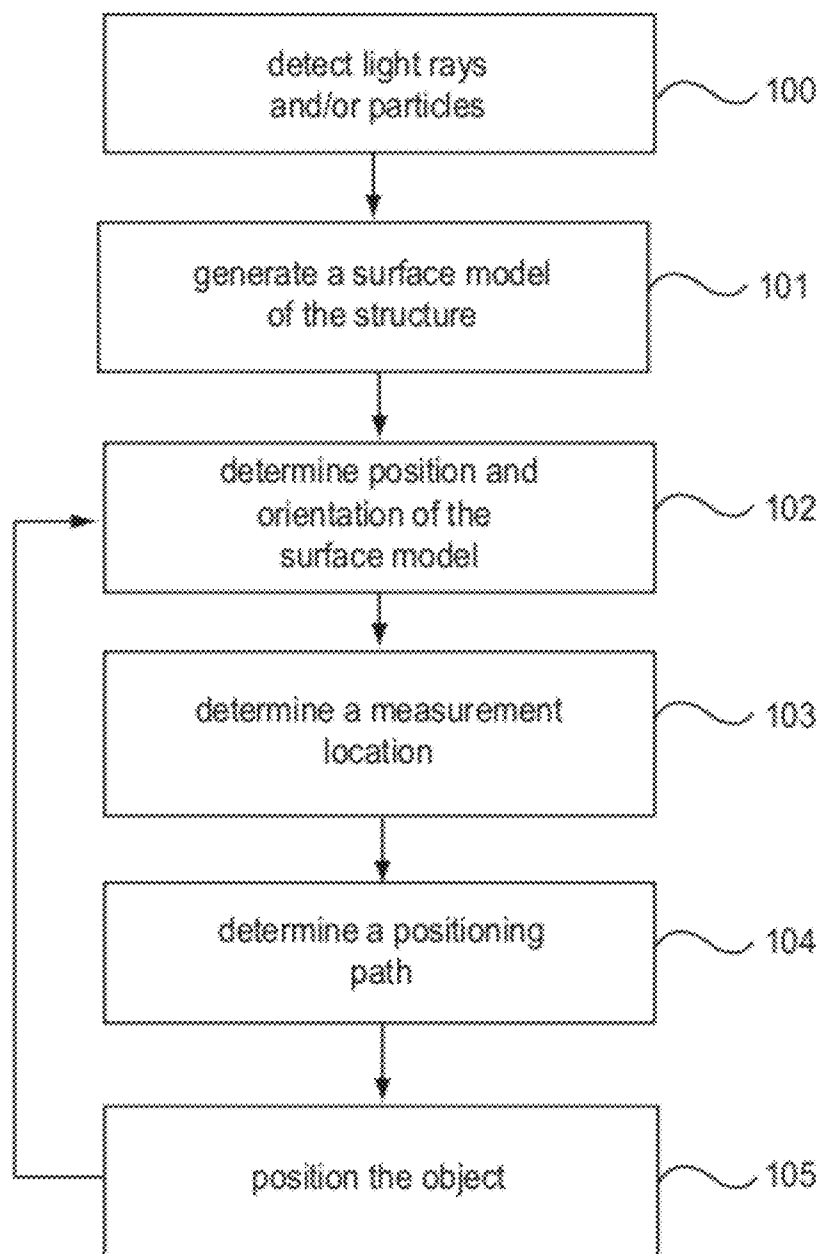 detect light rays
and/or particles
100
generate a surface model
of the structure
101
determine position and
orientation of the
surface model
102
determine a measurement
location
103
determine a positioning
path
104
position the object
105